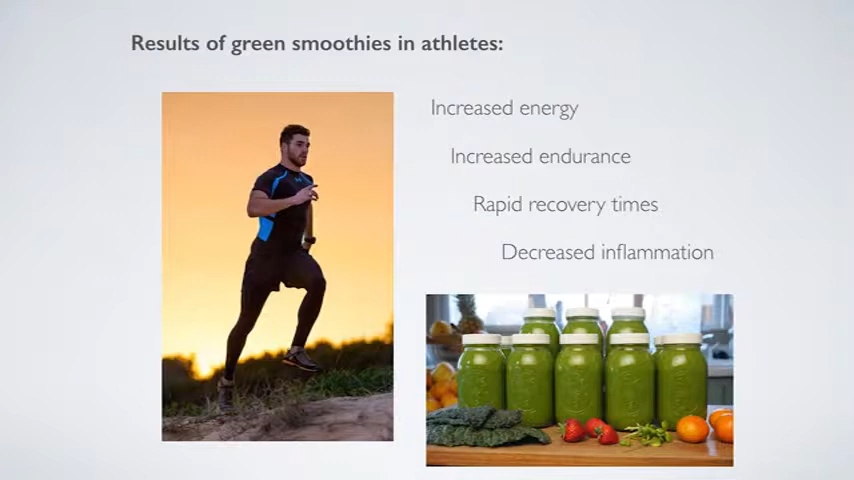 Results of green smoothies in athletes:
Increased energy
Increased endurance
Rapid recovery times
Decreased inflammation